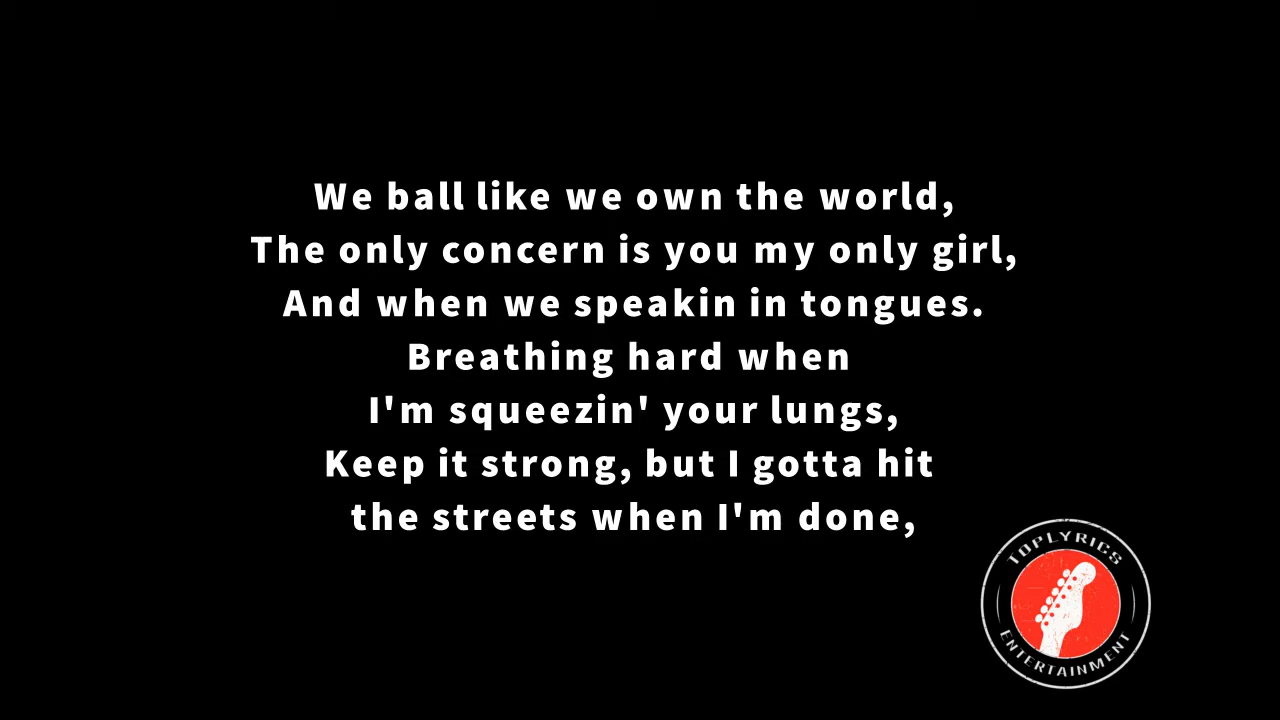 We ball like we own the world,
The only concern is you my only girl,
And when we speakin in tongues.
Breathing hard when
I'm squeezin' your lungs,
Keep it strong, but I gotta hit
the streets when I'm done,
TOPLYRICS
ENTERTAINMENT